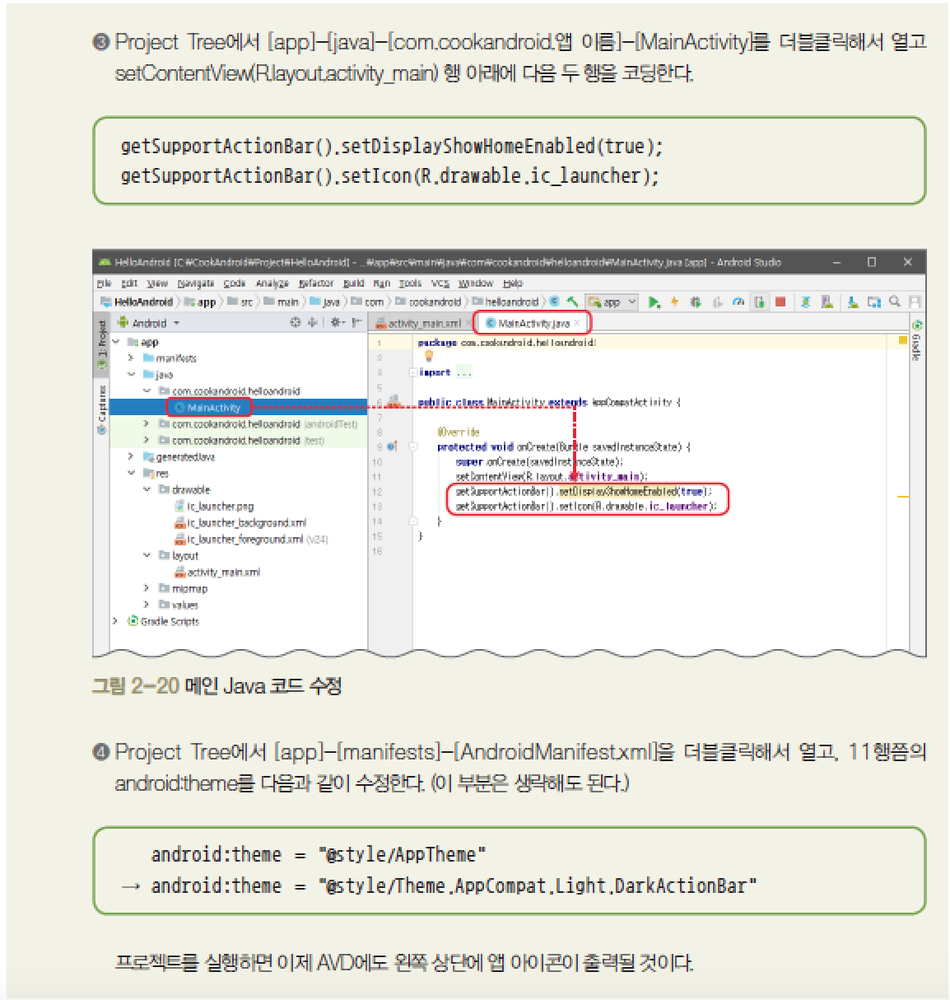 ❸ Project Tree에서 [app]-[java]-[com.cookandroid.앱 이름]-[MainActivity]를 더블클릭해서 열고
setContentView(R.layout.activity_main) 행 아래에 다음 두 행을 코딩한다.
getSupportActionBar().setDisplayShowHomeEnabled(true);
getSupportActionBar().setIcon(R.drawable.ic_launcher);
HelloAndroid [C:₩CookAndroid₩Project₩HelloAndroid] - ...₩app₩src₩main₩java₩com₩cookandroid₩helloandroid₩MainActivity.java [app] - Android Studio
File Edit View Navigate Code Analyze Refactor Build Run Tools VCS Window Help
HelloAndroid app src main java com cookandroid helloandroid app
Android
activity_main.xml MainActivity.java
1: Project
Captures
Gradle
app
manifests
java
com.cookandroid.helloandroid
MainActivity
com.cookandroid.helloandroid (androidTest)
com.cookandroid.helloandroid (test)
generatedJava
res
drawable
ic_launcher.png
ic_launcher_background.xml
ic_launcher_foreground.xml (v24)
layout
activity_main.xml
mipmap
values
Gradle Scripts
1 package com.cookandroid.helloandroid;
2
3 import ...
5
6 public class MainActivity extends AppCompatActivity {
7
8 @Override
9 protected void onCreate(Bundle savedInstanceState) {
10 super.onCreate(savedInstanceState);
11 setContentView(R.layout.activity_main);
12 getSupportActionBar().setDisplayShowHomeEnabled(true);
13 getSupportActionBar().setIcon(R.drawable.ic_launcher);
14 }
15 }
16
그림 2-20 메인 Java 코드 수정
❹ Project Tree에서 [app]-[manifests]-[AndroidManifest.xml]을 더블클릭해서 열고, 11행쯤의
android:theme를 다음과 같이 수정한다. (이 부분은 생략해도 된다.)
android:theme = "@style/AppTheme"
→ android:theme = "@style/Theme.AppCompat.Light.DarkActionBar"
프로젝트를 실행하면 이제 AVD에도 왼쪽 상단에 앱 아이콘이 출력될 것이다.